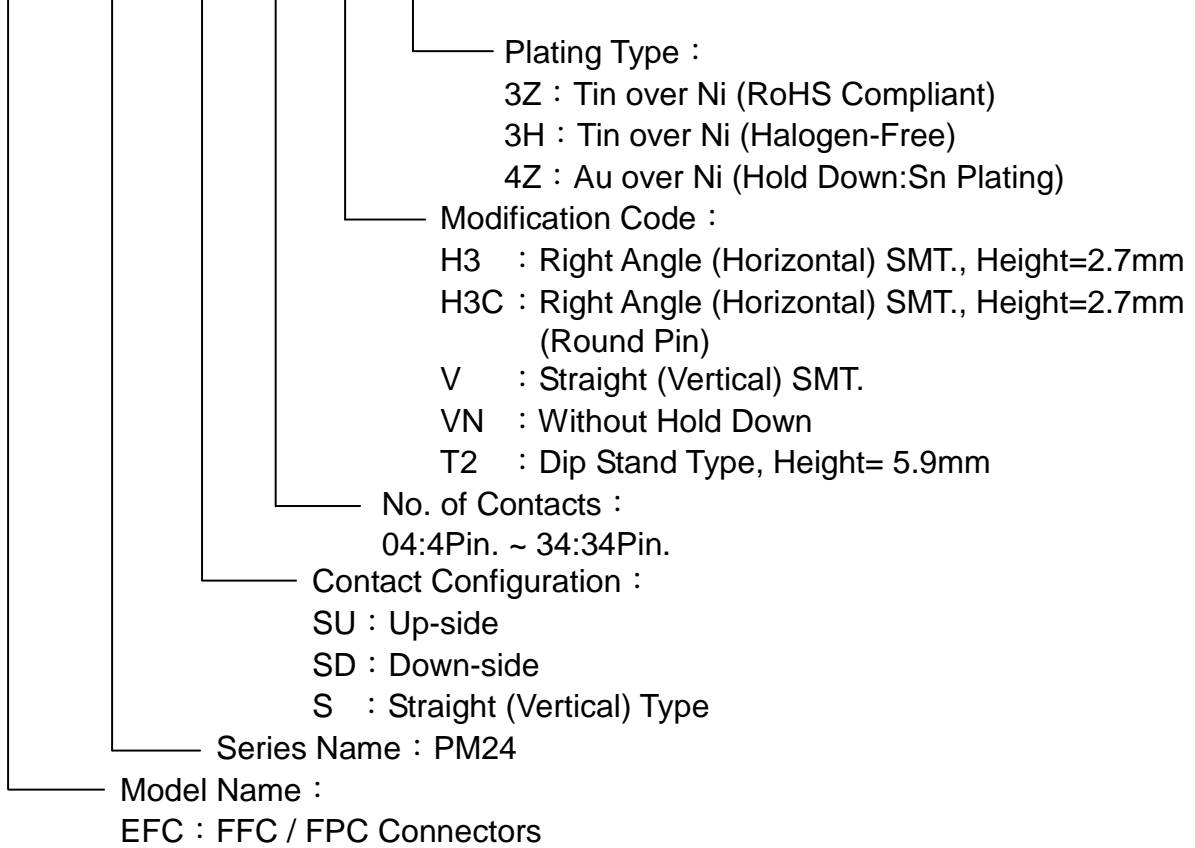 Plating Type：
3Z：Tin over Ni (RoHS Compliant)
3H：Tin over Ni (Halogen-Free)
4Z：Au over Ni (Hold Down:Sn Plating)
Modification Code：
H3 ：Right Angle (Horizontal) SMT., Height=2.7mm
H3C：Right Angle (Horizontal) SMT., Height=2.7mm
(Round Pin)
V ：Straight (Vertical) SMT.
VN ：Without Hold Down
T2 ：Dip Stand Type, Height= 5.9mm
No. of Contacts：
04:4Pin. ~ 34:34Pin.
Contact Configuration：
SU：Up-side
SD：Down-side
S ：Straight (Vertical) Type
Series Name：PM24
Model Name：
EFC：FFC / FPC Connectors